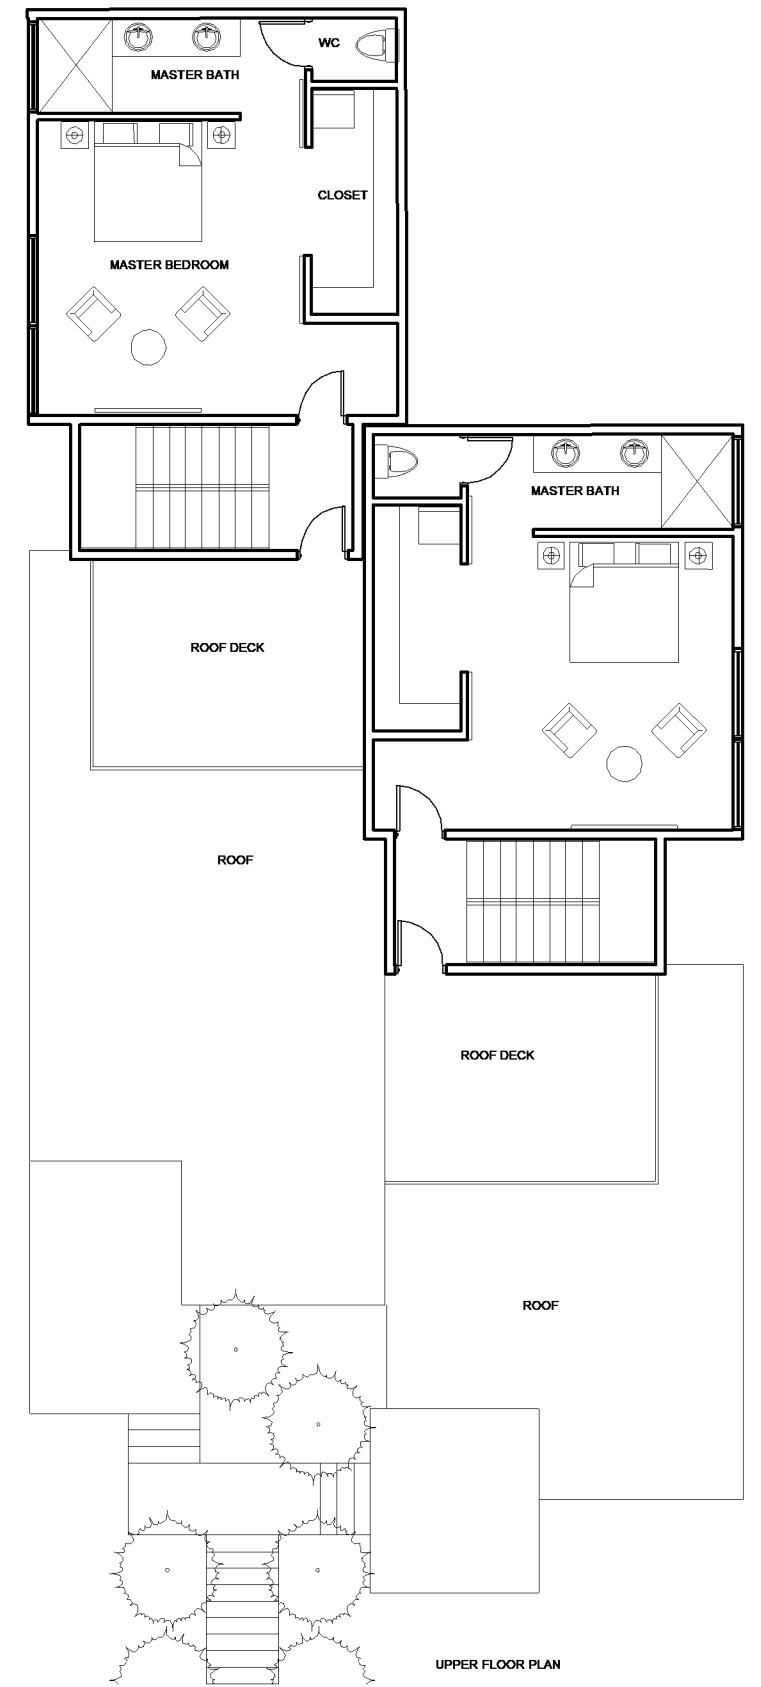 WC
MASTER BATH
CLOSET
MASTER BEDROOM
MASTER BATH
ROOF DECK
ROOF
ROOF DECK
ROOF
UPPER FLOOR PLAN